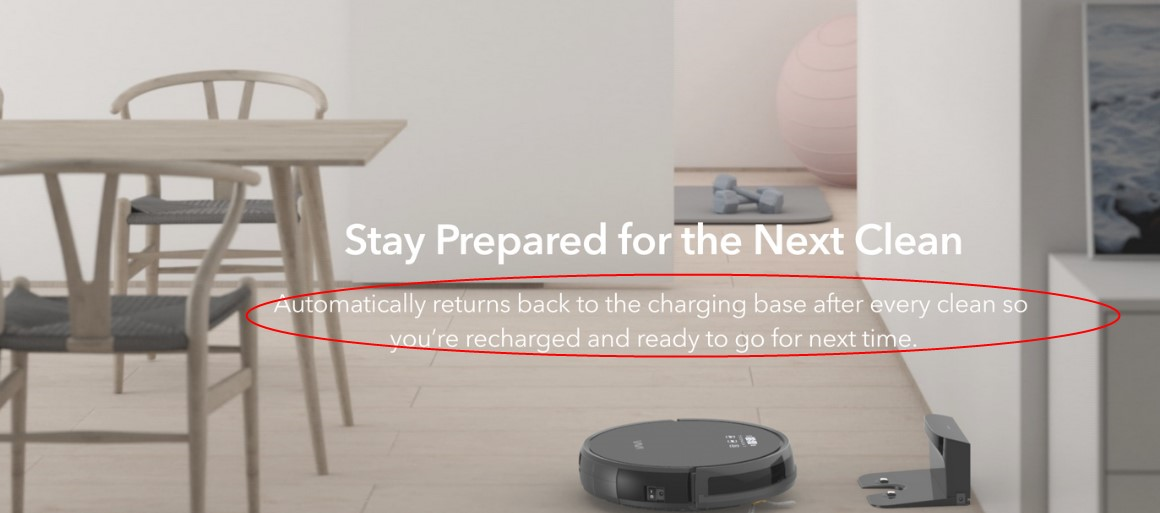 Stay Prepared for the Next Clean
Automatically returns back to the charging base after every clean so
you're recharged and ready to go for next time.